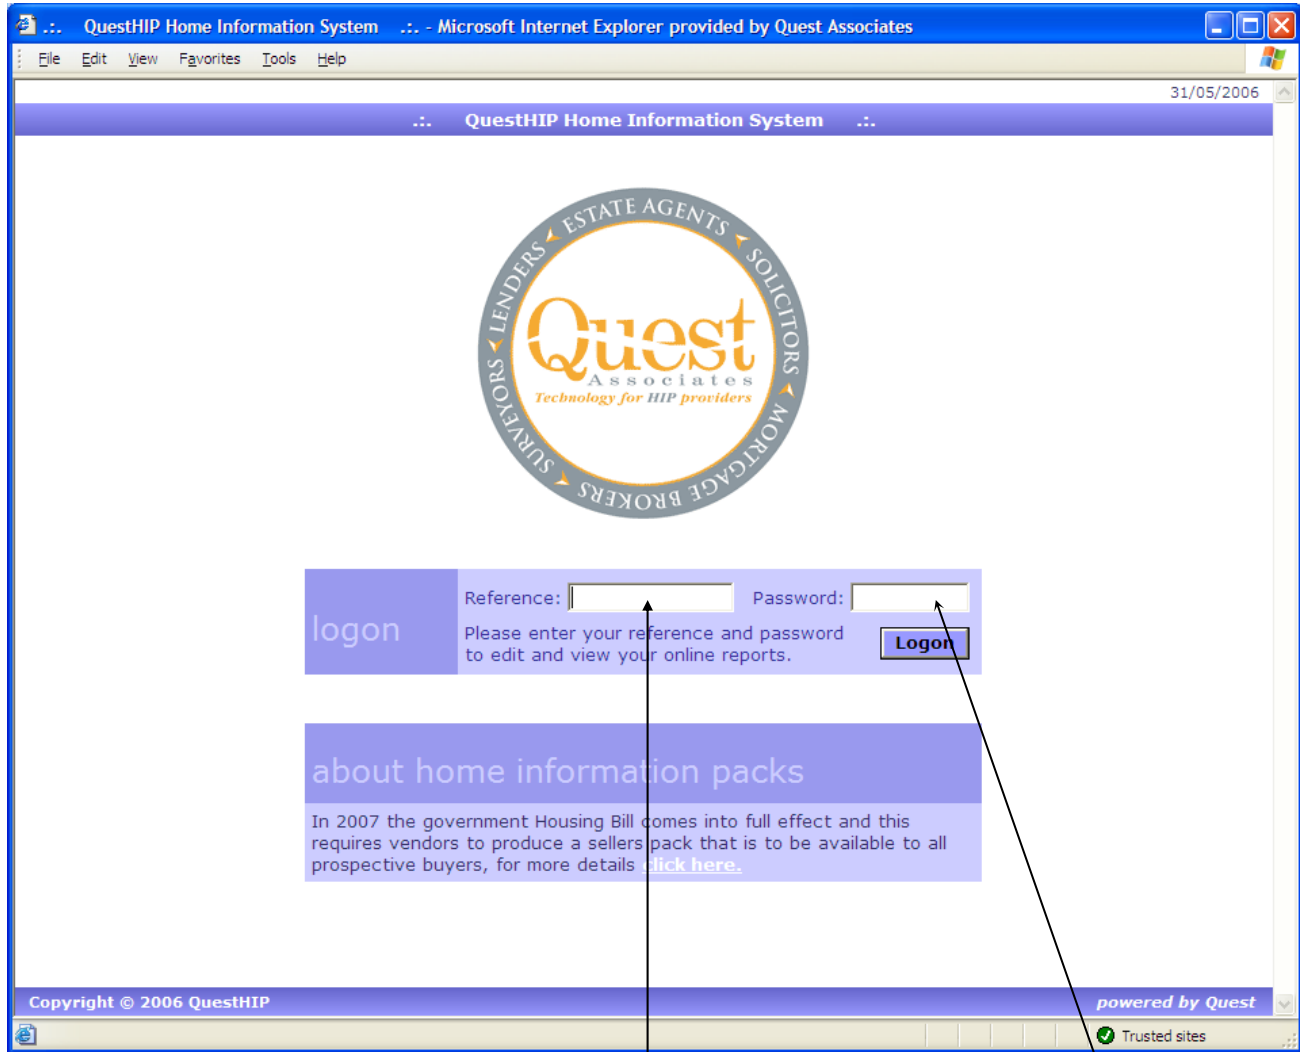 .:. QuestHIP Home Information System .:. - Microsoft Internet Explorer provided by Quest Associates
File Edit View Favorites Tools Help
31/05/2006
.:. QuestHIP Home Information System .:.
ESTATE AGENTS
SOLICITORS
MORTGAGE BROKERS
SURVEYORS
LENDERS
Quest
Associates
Technology for HIP providers
logon
Reference:
Password:
Please enter your reference and password
to edit and view your online reports.
Logon
about home information packs
In 2007 the government Housing Bill comes into full effect and this
requires vendors to produce a sellers pack that is to be available to all
prospective buyers, for more details click here.
Copyright © 2006 QuestHIP
powered by Quest
Trusted sites